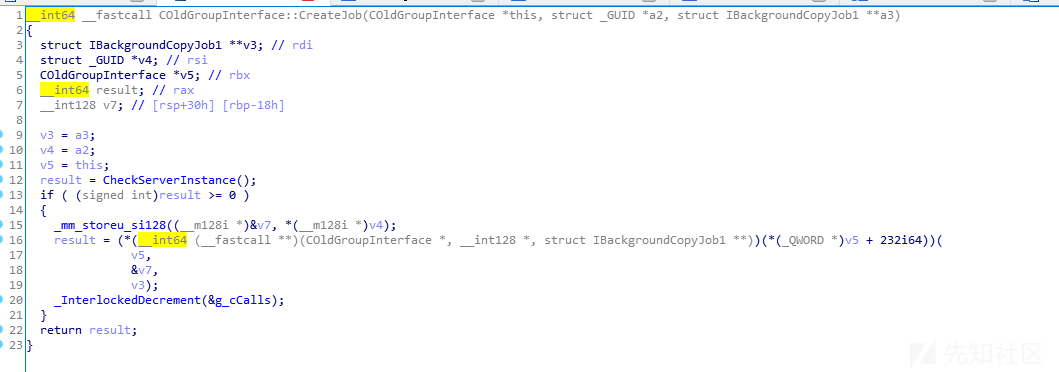 1 __int64 __fastcall COldGroupInterface::CreateJob(COldGroupInterface *this, struct _GUID *a2, struct IBackgroundCopyJob1 **a3)
2 {
3 struct IBackgroundCopyJob1 **v3; // rdi
4 struct _GUID *v4; // rsi
5 COldGroupInterface *v5; // rbx
6 __int64 result; // rax
7 __int128 v7; // [rsp+30h] [rbp-18h]
8
9 v3 = a3;
10 v4 = a2;
11 v5 = this;
12 result = CheckServerInstance();
13 if ( (signed int)result >= 0 )
14 {
15 _mm_storeu_si128((__m128i *)&v7, *(__m128i *)v4);
16 result = (*(__int64 (__fastcall **)(COldGroupInterface *, __int128 *, struct IBackgroundCopyJob1 **))(*(_QWORD *)v5 + 232i64))(
17 v5,
18 &v7,
19 v3);
20 _InterlockedDecrement(&g_cCalls);
21 }
22 return result;
23 }
先知社区